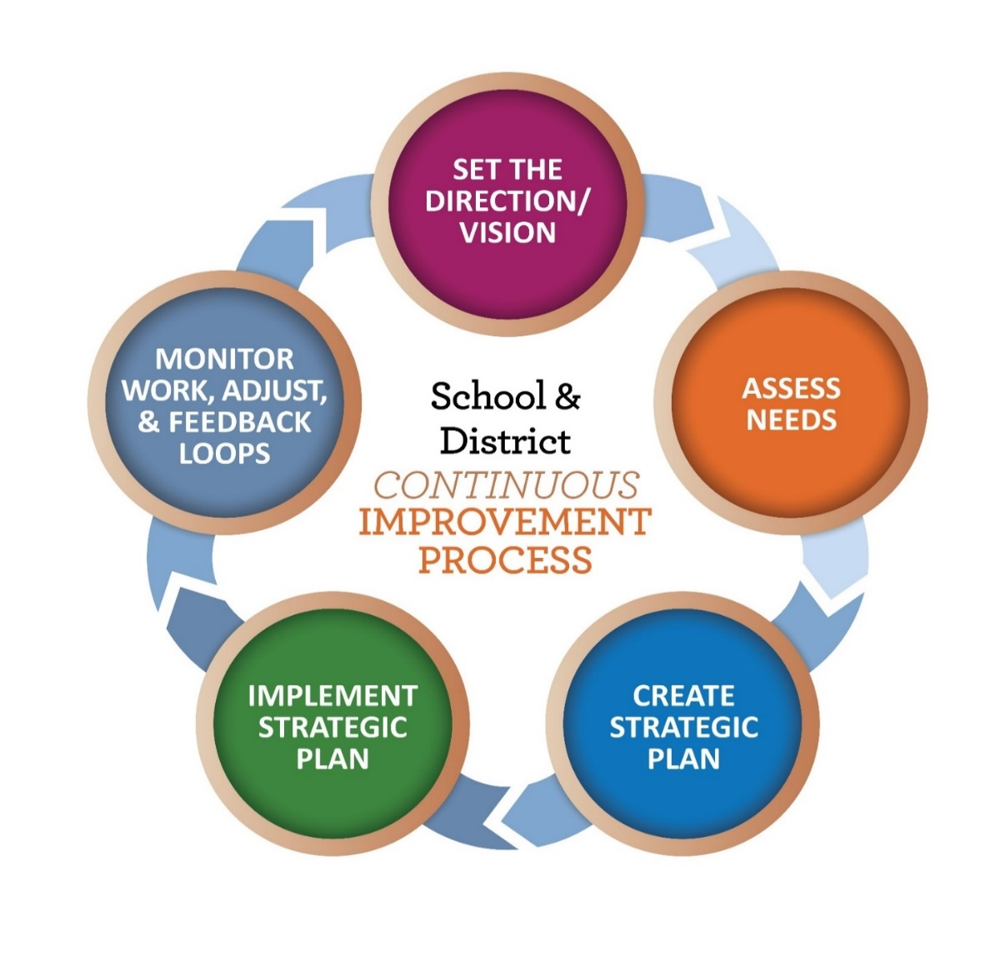 SET THE
DIRECTION/
VISION
ASSESS
NEEDS
CREATE
STRATEGIC
PLAN
IMPLEMENT
STRATEGIC
PLAN
MONITOR
WORK, ADJUST,
& FEEDBACK
LOOPS
School &
District
CONTINUOUS
IMPROVEMENT
PROCESS